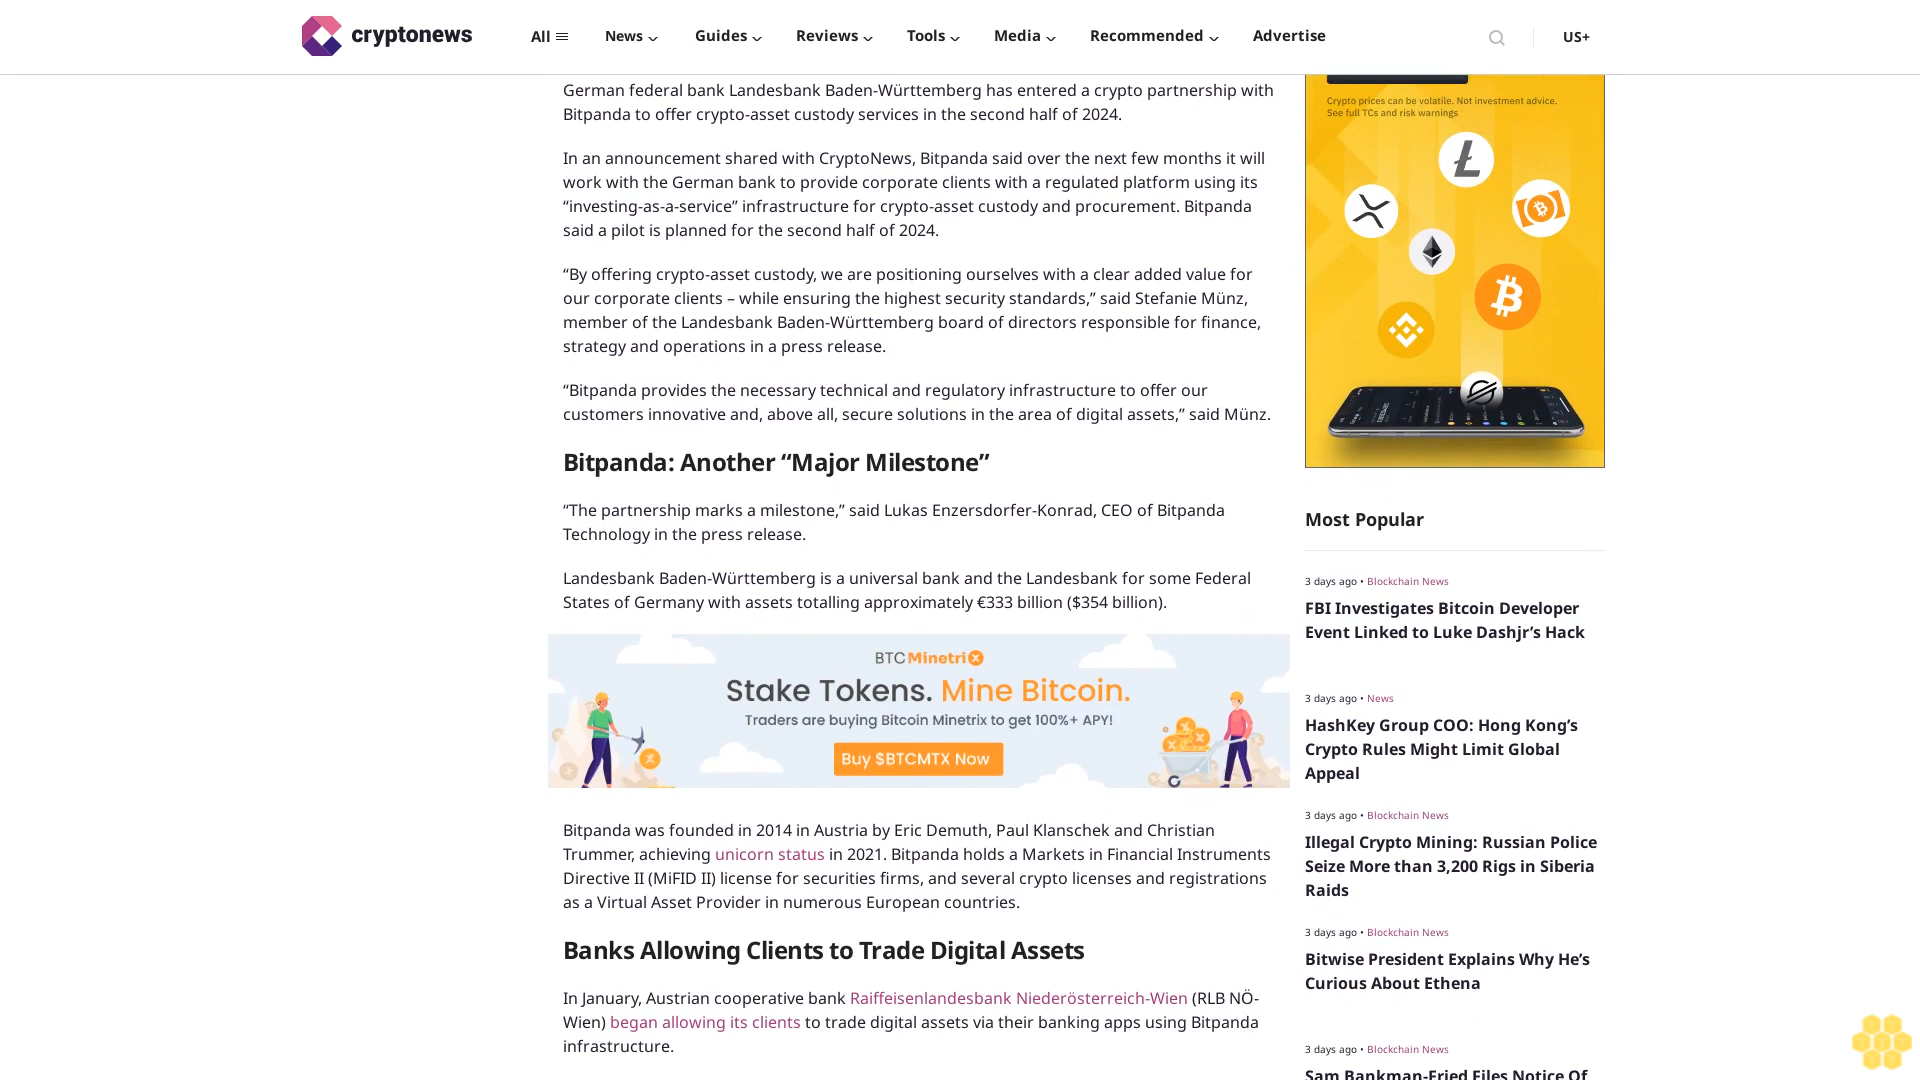 cryptonews
All
News
Guides
Reviews
Tools
Media
Recommended
Advertise
US+
German federal bank Landesbank Baden-Württemberg has entered a crypto partnership with
Bitpanda to offer crypto-asset custody services in the second half of 2024.
In an announcement shared with CryptoNews, Bitpanda said over the next few months it will
work with the German bank to provide corporate clients with a regulated platform using its
“investing-as-a-service” infrastructure for crypto-asset custody and procurement. Bitpanda
said a pilot is planned for the second half of 2024.
“By offering crypto-asset custody, we are positioning ourselves with a clear added value for
our corporate clients – while ensuring the highest security standards,” said Stefanie Münz,
member of the Landesbank Baden-Württemberg board of directors responsible for finance,
strategy and operations in a press release.
“Bitpanda provides the necessary technical and regulatory infrastructure to offer our
customers innovative and, above all, secure solutions in the area of digital assets,” said Münz.
Bitpanda: Another “Major Milestone”
“The partnership marks a milestone,” said Lukas Enzersdorfer-Konrad, CEO of Bitpanda
Technology in the press release.
Landesbank Baden-Württemberg is a universal bank and the Landesbank for some Federal
States of Germany with assets totalling approximately €333 billion ($354 billion).
BTC Minetrix
Stake Tokens. Mine Bitcoin.
Traders are buying Bitcoin Minetrix to get 100%+ APY!
Buy $BTCMTX Now
Bitpanda was founded in 2014 in Austria by Eric Demuth, Paul Klanschek and Christian
Trummer, achieving unicorn status in 2021. Bitpanda holds a Markets in Financial Instruments
Directive II (MiFID II) license for securities firms, and several crypto licenses and registrations
as a Virtual Asset Provider in numerous European countries.
Banks Allowing Clients to Trade Digital Assets
In January, Austrian cooperative bank Raiffeisenlandesbank Niederösterreich-Wien (RLB NÖ-
Wien) began allowing its clients to trade digital assets via their banking apps using Bitpanda
infrastructure.
Crypto prices can be volatile. Not investment advice.
See full TCs and risk warnings
Most Popular
3 days ago • Blockchain News
FBI Investigates Bitcoin Developer
Event Linked to Luke Dashjr’s Hack
3 days ago • News
HashKey Group COO: Hong Kong’s
Crypto Rules Might Limit Global
Appeal
3 days ago • Blockchain News
Illegal Crypto Mining: Russian Police
Seize More than 3,200 Rigs in Siberia
Raids
3 days ago • Blockchain News
Bitwise President Explains Why He’s
Curious About Ethena
3 days ago • Blockchain News
Sam Bankman-Fried Files Notice Of